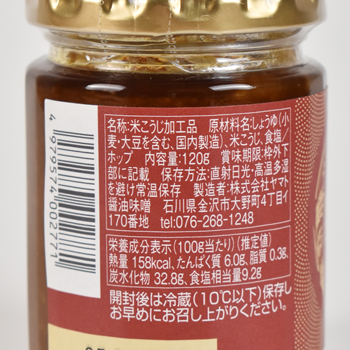 名称:米こうじ加工品 原材料名:しょうゆ(小
麦・大豆を含む、国内製造)、米こうじ、食塩/
ホップ 内容量:120g 賞味期限:枠外下
部に記載 保存方法:直射日光・高温多湿
を避け常温保存 製造者:株式会社ヤマト
醤油味噌 石川県金沢市大野町4丁目イ
170番地 tel;076-268-1248
栄養成分表示(100g当たり)(推定値)
熱量 158kcal、たんぱく質 6.0g、脂質 0.3g、
炭水化物 32.8g、食塩相当量9.2g
開封後は冷蔵(10℃以下)保存し
お早めにお召し上がりください。
4979574002771